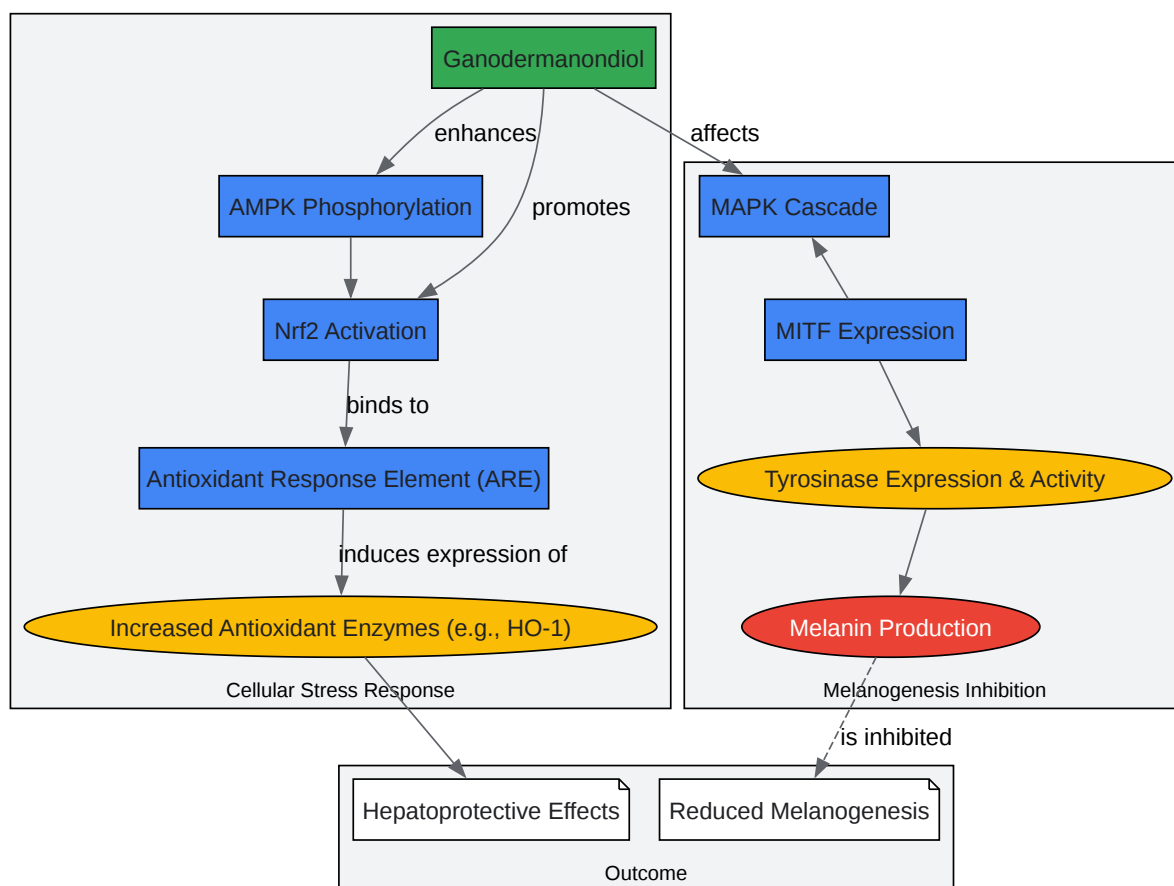 Ganodermanondiol
enhances
affects
AMPK Phosphorylation
promotes
MAPK Cascade
Nrf2 Activation
MITF Expression
binds to
Antioxidant Response Element (ARE)
Tyrosinase Expression & Activity
induces expression of
Increased Antioxidant Enzymes (e.g., HO-1)
Melanin Production
Cellular Stress Response
Melanogenesis Inhibition
is inhibited
Hepatoprotective Effects
Reduced Melanogenesis
Outcome